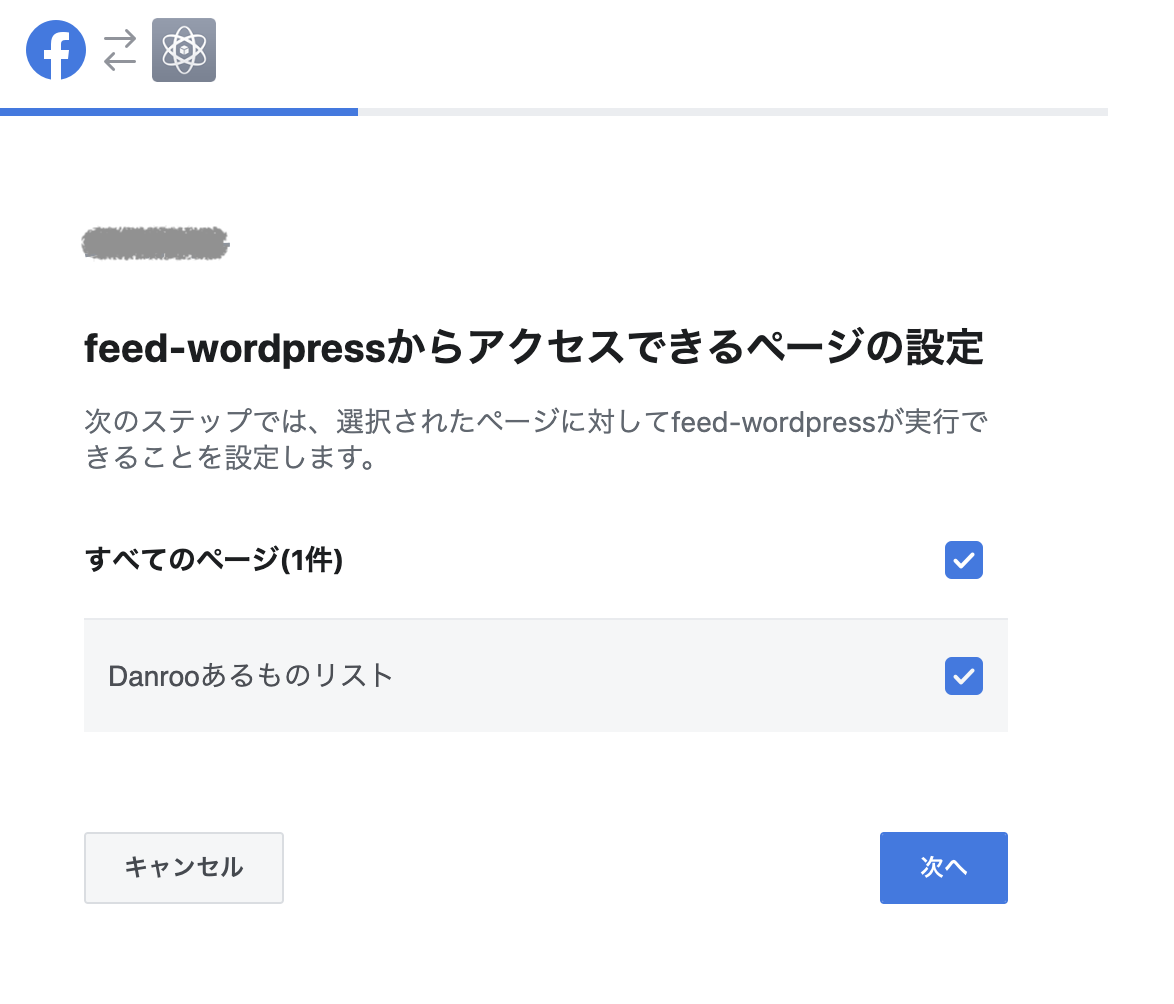 feed-wordpressからアクセスできるページの設定
次のステップでは、選択されたページに対してfeed-wordpressが実行で
きることを設定します。
すべてのページ(1件)
Danrooあるものリスト
キャンセル
次へ